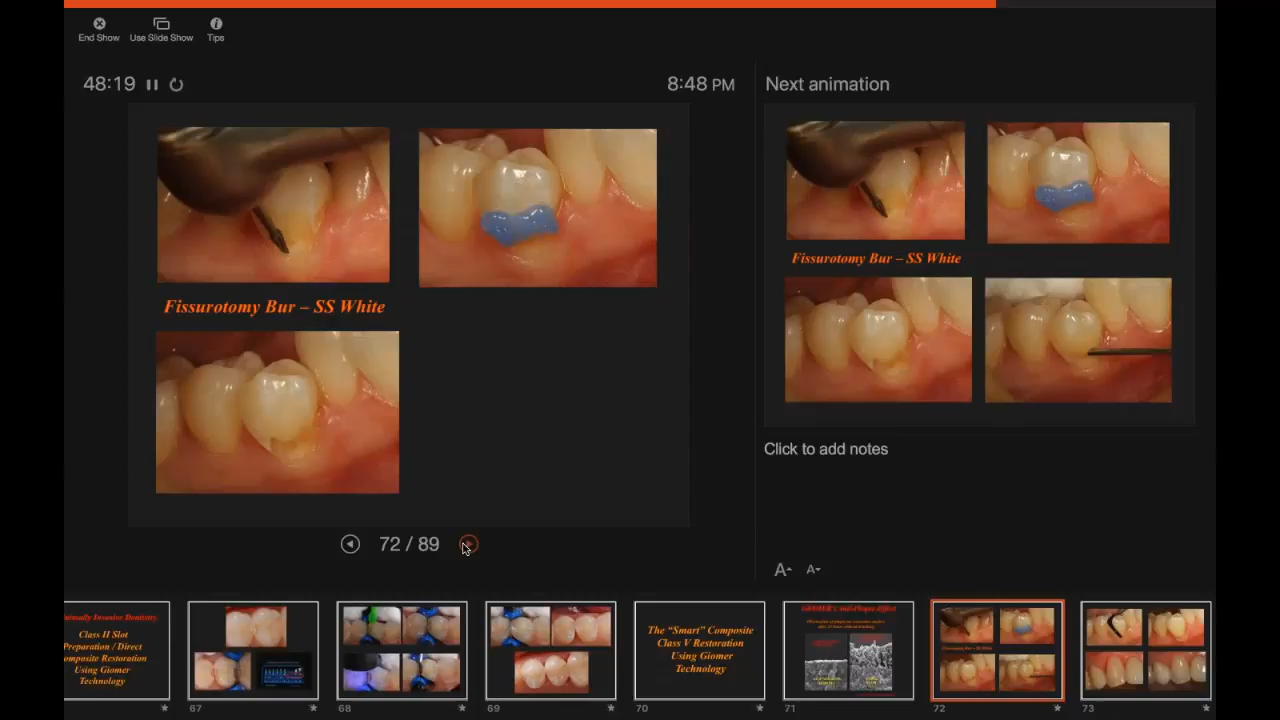 End Show
Use Slide Show
Tips
48:19
8:48 PM
Next animation
Fissurotomy Bur – SS White
Fissurotomy Bur – SS White
Click to add notes
72 / 89
A
A
Class II Slot
Preparation / Direct
Composite Restoration
Using Giomer
Technology
The “Smart” Composite
Class V Restoration
Using Giomer
Technology
67
68
69
70
71
72
73